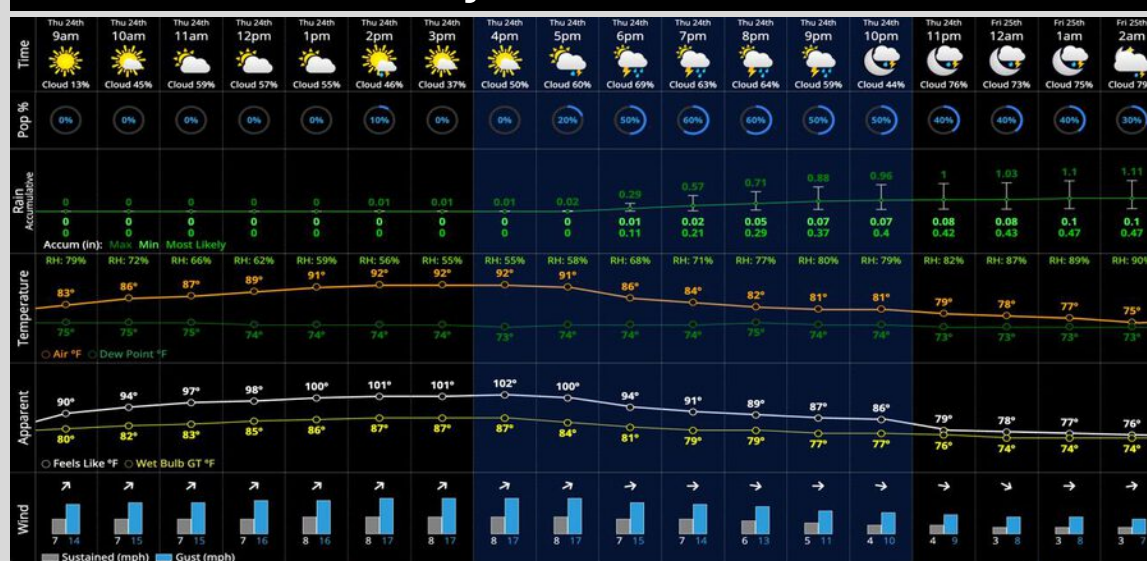 Time
Thu 24th Thu 24th Thu 24th Thu 24th Thu 24th Thu 24th Thu 24th Thu 24th Thu 24th Thu 24th Thu 24th Thu 24th Thu 24th Thu 24th Thu 24th Fri 25th Fri 25th Fri 25th
9am 10am 11am 12pm 1pm 2pm 3pm 4pm 5pm 6pm 7pm 8pm 9pm 10pm 11pm 12am 1am 2am
Cloud 13% Cloud 45% Cloud 59% Cloud 57% Cloud 55% Cloud 46% Cloud 37% Cloud 50% Cloud 60% Cloud 69% Cloud 63% Cloud 64% Cloud 59% Cloud 44% Cloud 76% Cloud 73% Cloud 75% Cloud 79
Pop %
0% 0% 0% 0% 0% 10% 0% 0% 20% 50% 60% 60% 50% 50% 40% 40% 40% 30%
Rain
Accumulative
0 0 0 0 0 0.01 0.01 0.01 0.02 0.29 0.57 0.71 0.88 0.96 1 1.03 1.1 1.11
0 0 0 0 0 0 0 0 0 0.01 0.02 0.05 0.07 0.07 0.08 0.08 0.1 0.1
0 0 0 0 0 0 0 0 0 0.11 0.21 0.29 0.37 0.4 0.42 0.43 0.47 0.47
Accum (in): Max Min Most Likely
Temperature
RH: 79% RH: 72% RH: 66% RH: 62% RH: 59% RH: 56% RH: 55% RH: 55% RH: 58% RH: 68% RH: 71% RH: 77% RH: 80% RH: 79% RH: 82% RH: 87% RH: 89% RH: 90%
83° 86° 87° 89° 91° 92° 92° 92° 91° 86° 84° 82° 81° 81° 79° 78° 77° 75°
75° 75° 75° 74° 74° 74° 74° 73° 74° 74° 74° 75° 74° 74° 73° 73° 73° 73°
Air °F Dew Point °F
Apparent
90° 94° 97° 98° 100° 101° 101° 102° 100° 94° 91° 89° 87° 86° 79° 78° 77° 76°
80° 82° 83° 85° 86° 87° 87° 87° 84° 81° 79° 79° 77° 77° 76° 74° 74° 74°
Feels Like °F Wet Bulb GT °F
Wind
7 14 7 15 7 15 7 16 8 16 8 17 8 17 8 17 8 17 7 15 7 14 6 13 5 11 4 10 4 9 3 8 3 8 3 7
Sustained (mph) Gust (mph)